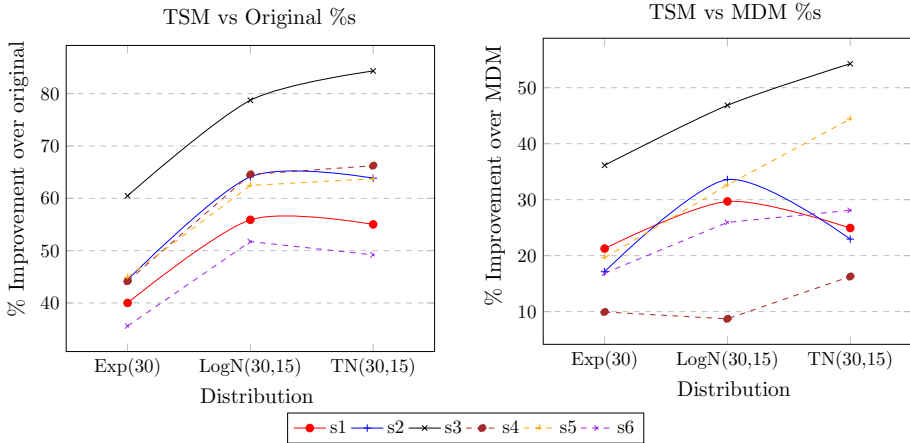 TSM vs Original %s
% Improvement over original
80
70
60
50
40
Exp(30) LogN(30,15) TN(30,15)
Distribution
TSM vs MDM %s
% Improvement over MDM
50
40
30
20
10
Exp(30) LogN(30,15) TN(30,15)
Distribution
s1 s2 s3 s4 s5 s6